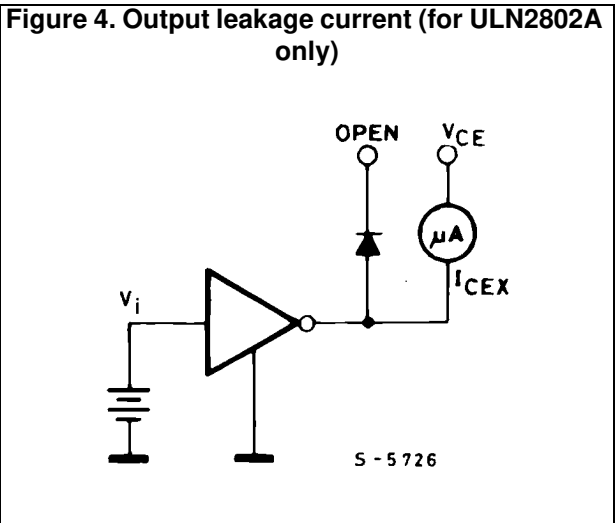 Figure 4. Output leakage current (for ULN2802A
only)
OPEN
VCE
μA
ICEX
Vi
S-5726